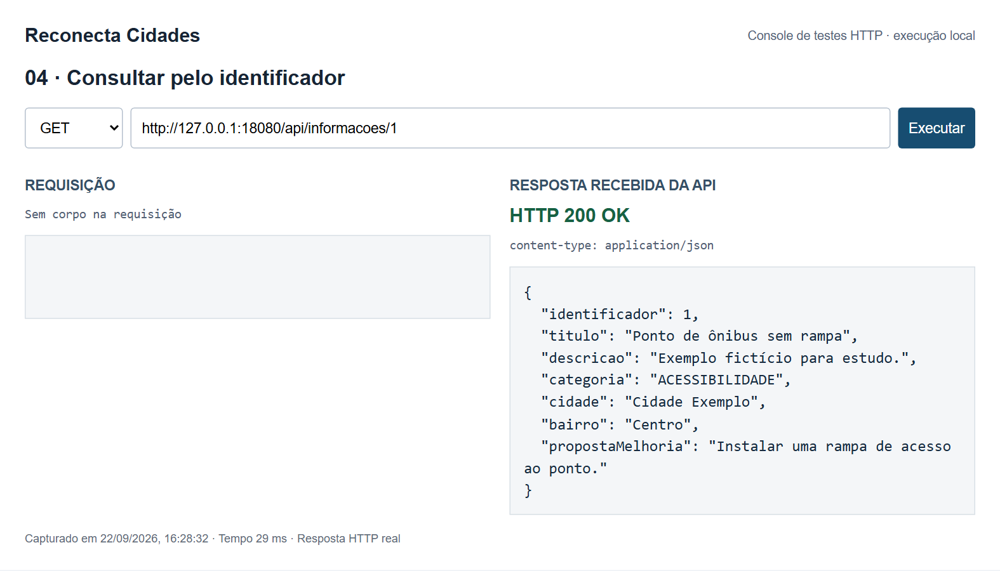 Reconecta Cidades
Console de testes HTTP · execução local
04 · Consultar pelo identificador
GET
http://127.0.0.1:18080/api/informacoes/1
Executar
REQUISIÇÃO
Sem corpo na requisição
RESPOSTA RECEBIDA DA API
HTTP 200 OK
content-type: application/json
{
  "identificador": 1,
  "titulo": "Ponto de ônibus sem rampa",
  "descricao": "Exemplo fictício para estudo.",
  "categoria": "ACESSIBILIDADE",
  "cidade": "Cidade Exemplo",
  "bairro": "Centro",
  "propostaMelhoria": "Instalar uma rampa de acesso
ao ponto."
}
Capturado em 22/09/2026, 16:28:32 · Tempo 29 ms · Resposta HTTP real